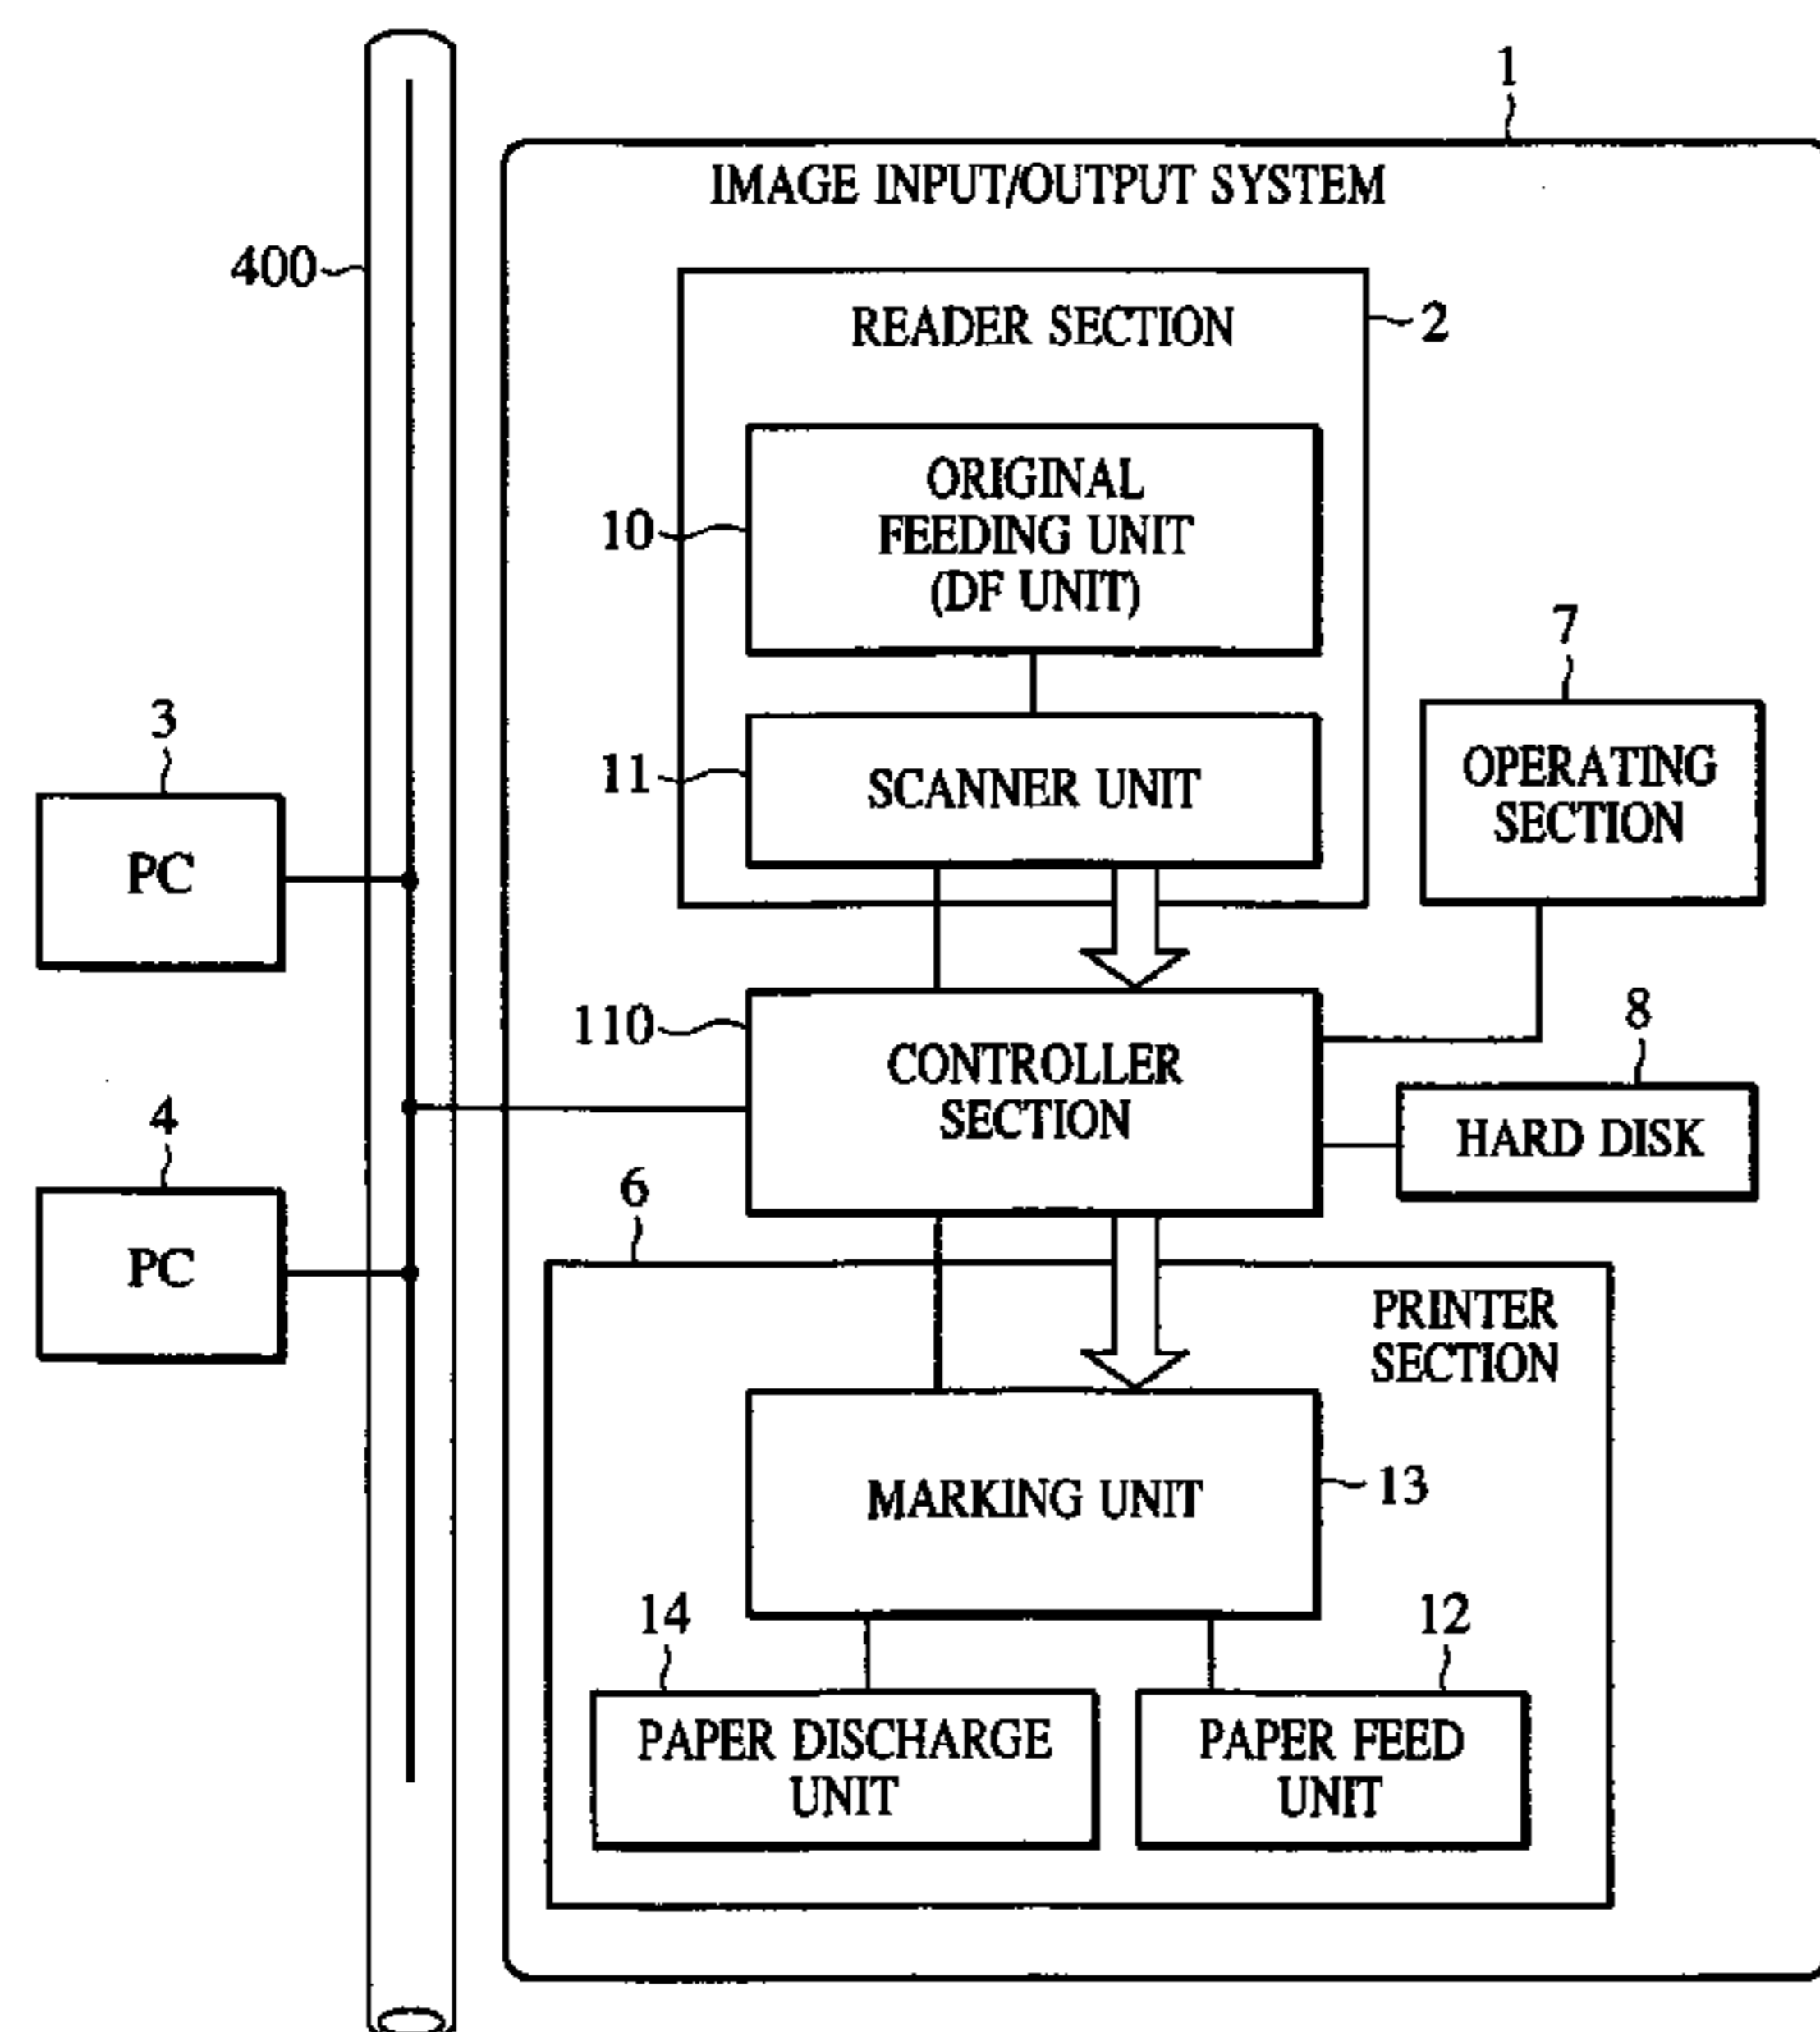 1
IMAGE INPUT/OUTPUT SYSTEM
400
READER SECTION
2
ORIGINAL
FEEDING UNIT
(DF UNIT)
10
7
3
SCANNER UNIT
11
OPERATING
SECTION
PC
8
110
CONTROLLER
SECTION
4
HARD DISK
6
PC
PRINTER
SECTION
MARKING UNIT
13
14
12
PAPER DISCHARGE
UNIT
PAPER FEED
UNIT